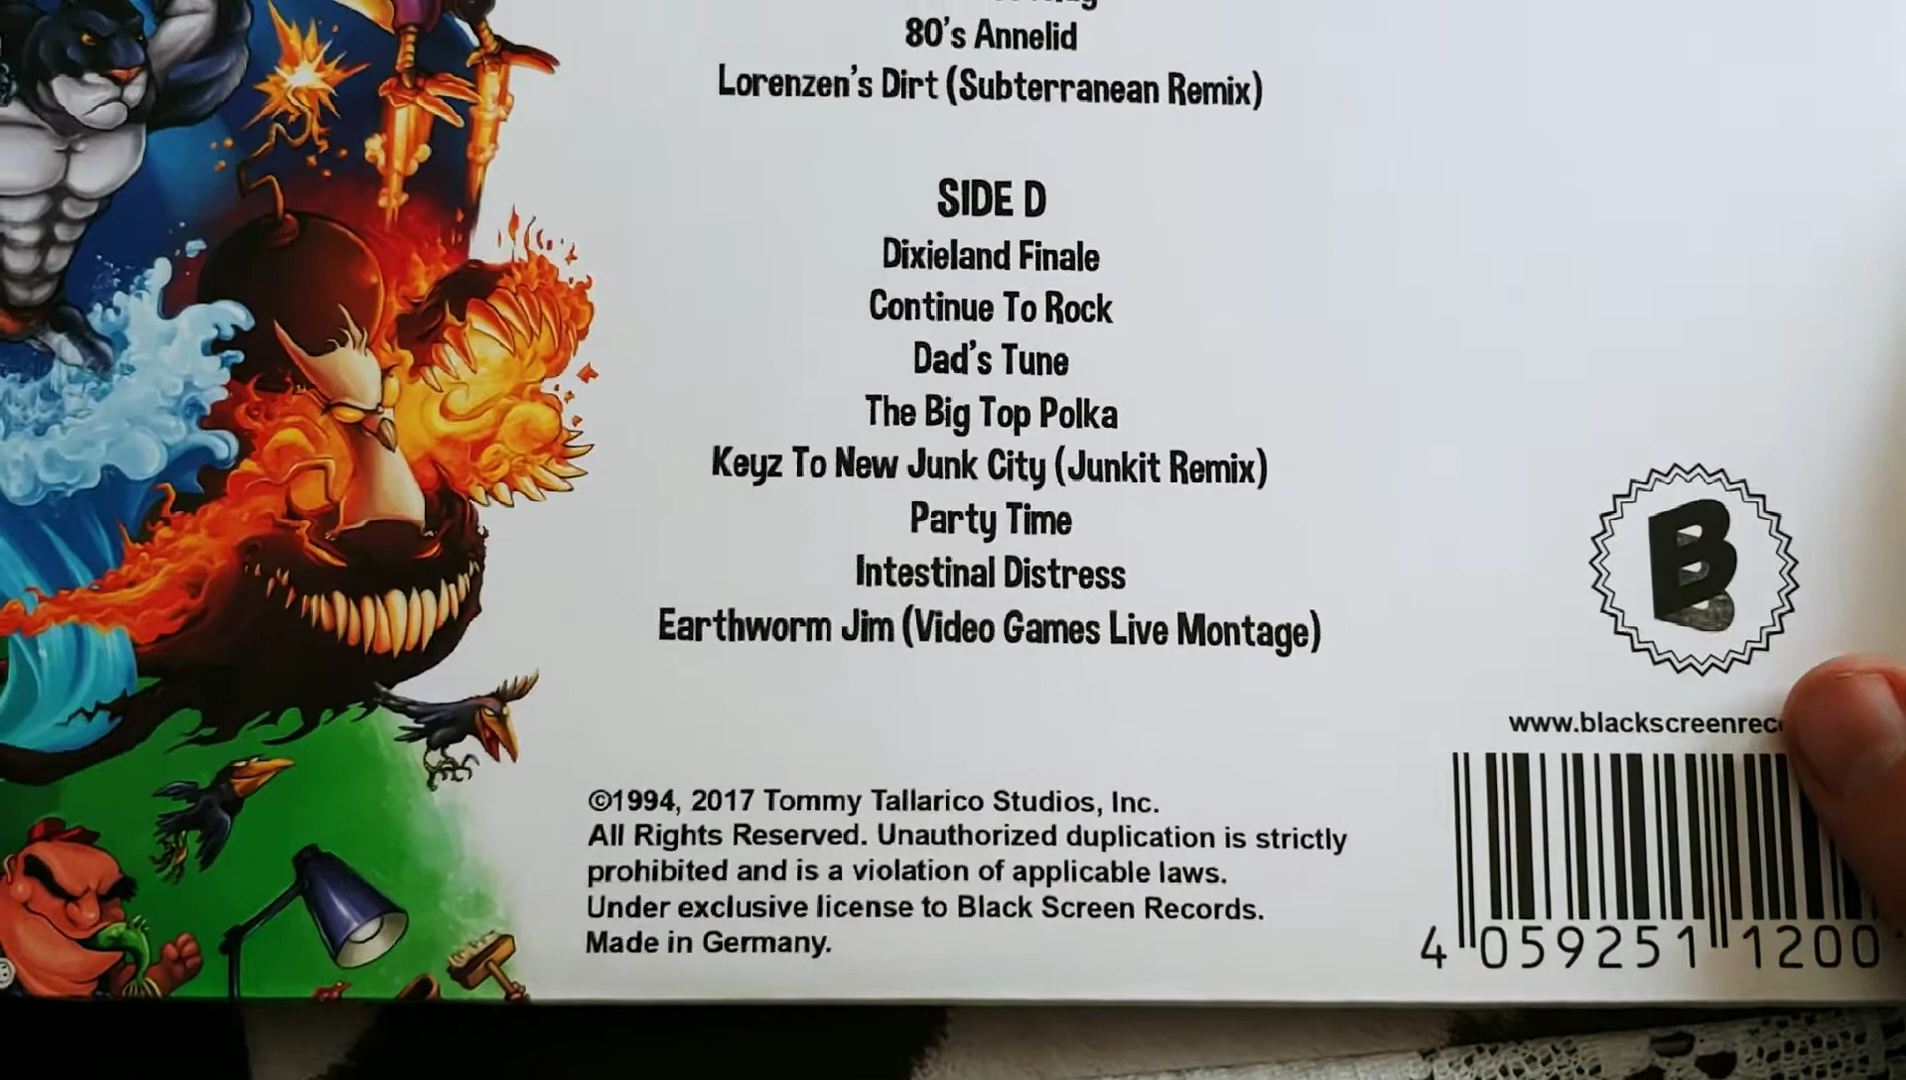 80's Annelid
Lorenzen's Dirt (Subterranean Remix)
SIDE D
Dixieland Finale
Continue To Rock
Dad's Tune
The Big Top Polka
Keyz To New Junk City (Junkit Remix)
Party Time
Intestinal Distress
Earthworm Jim (Video Games Live Montage)
B
©1994, 2017 Tommy Tallarico Studios, Inc.
All Rights Reserved. Unauthorized duplication is strictly
prohibited and is a violation of applicable laws.
Under exclusive license to Black Screen Records.
Made in Germany.
www.blackscreenrec
4 059251 1200